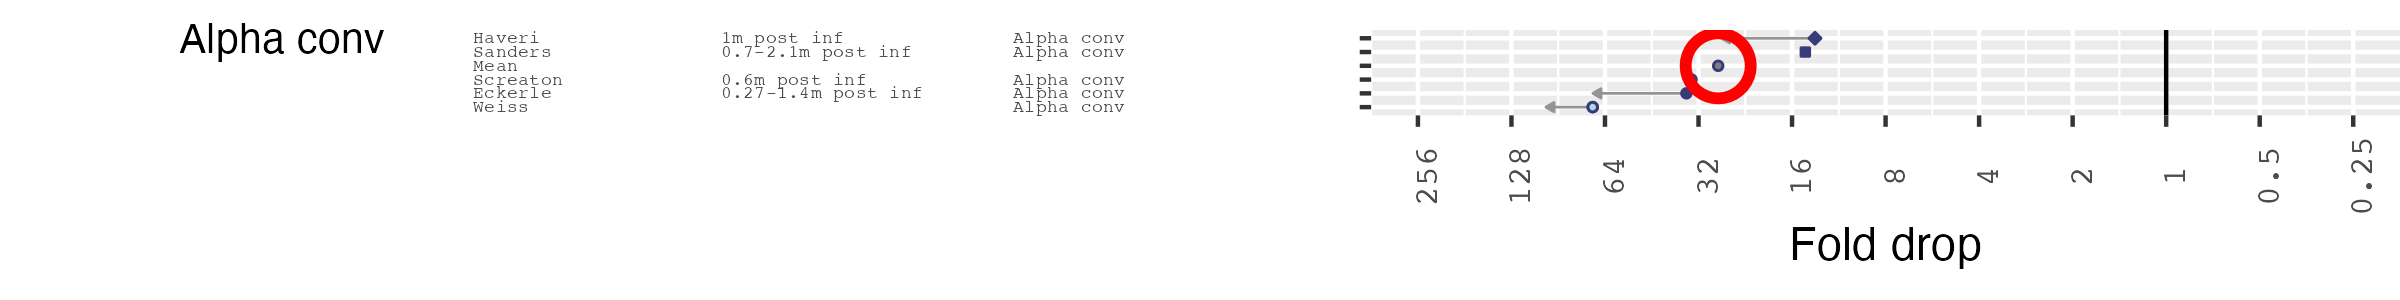 Alpha conv
Haveri 1m post inf Alpha conv
Sanders 0.7-2.1m post inf Alpha conv
Mean
Screaton 0.6m post inf Alpha conv
Eckerle 0.27-1.4m post inf Alpha conv
Weiss Alpha conv
256 128 64 32 16 8 4 2 1 0.5 0.25
Fold drop